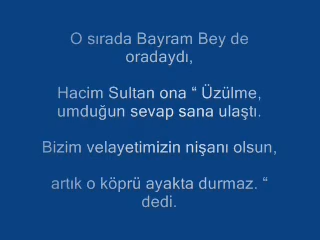 O sırada Bayram Bey de
oradaydı,
Hacim Sultan ona “ Üzülme,
umduğun sevap sana ulaştı.
Bizim velayetimizin nişanı olsun,
artık o köprü ayakta durmaz. “
dedi.